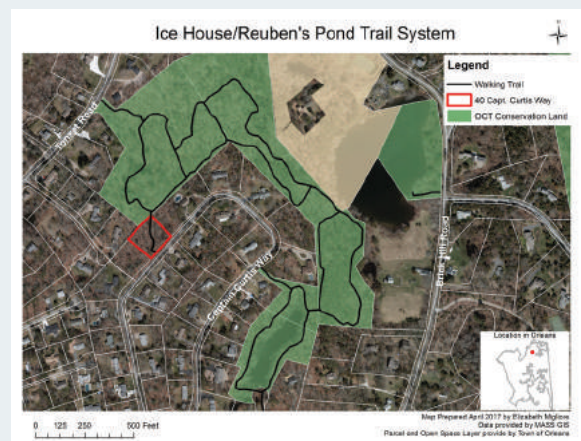 Ice House/Reuben's Pond Trail System
N
Legend
Walking Trail
40 Capt. Curtis Way
OCT Conservation Land
Tonset Road
Captain Curtis Way
Brick Hill Road
Location in Orleans
0 125 250 500 Feet
Map Prepared April 2017 by Elizabeth Migliore
Data provided by MASS GIS
Parcel and Open Space Layer provide by Town of Orleans